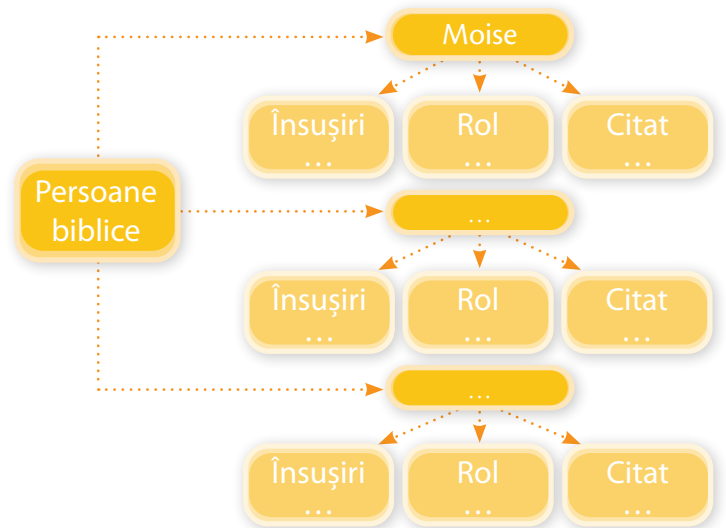 Moise
Însușiri
...
Rol
...
Citat
...
Persoane
biblice
...
Însușiri
...
Rol
...
Citat
...
...
Însușiri
...
Rol
...
Citat
...